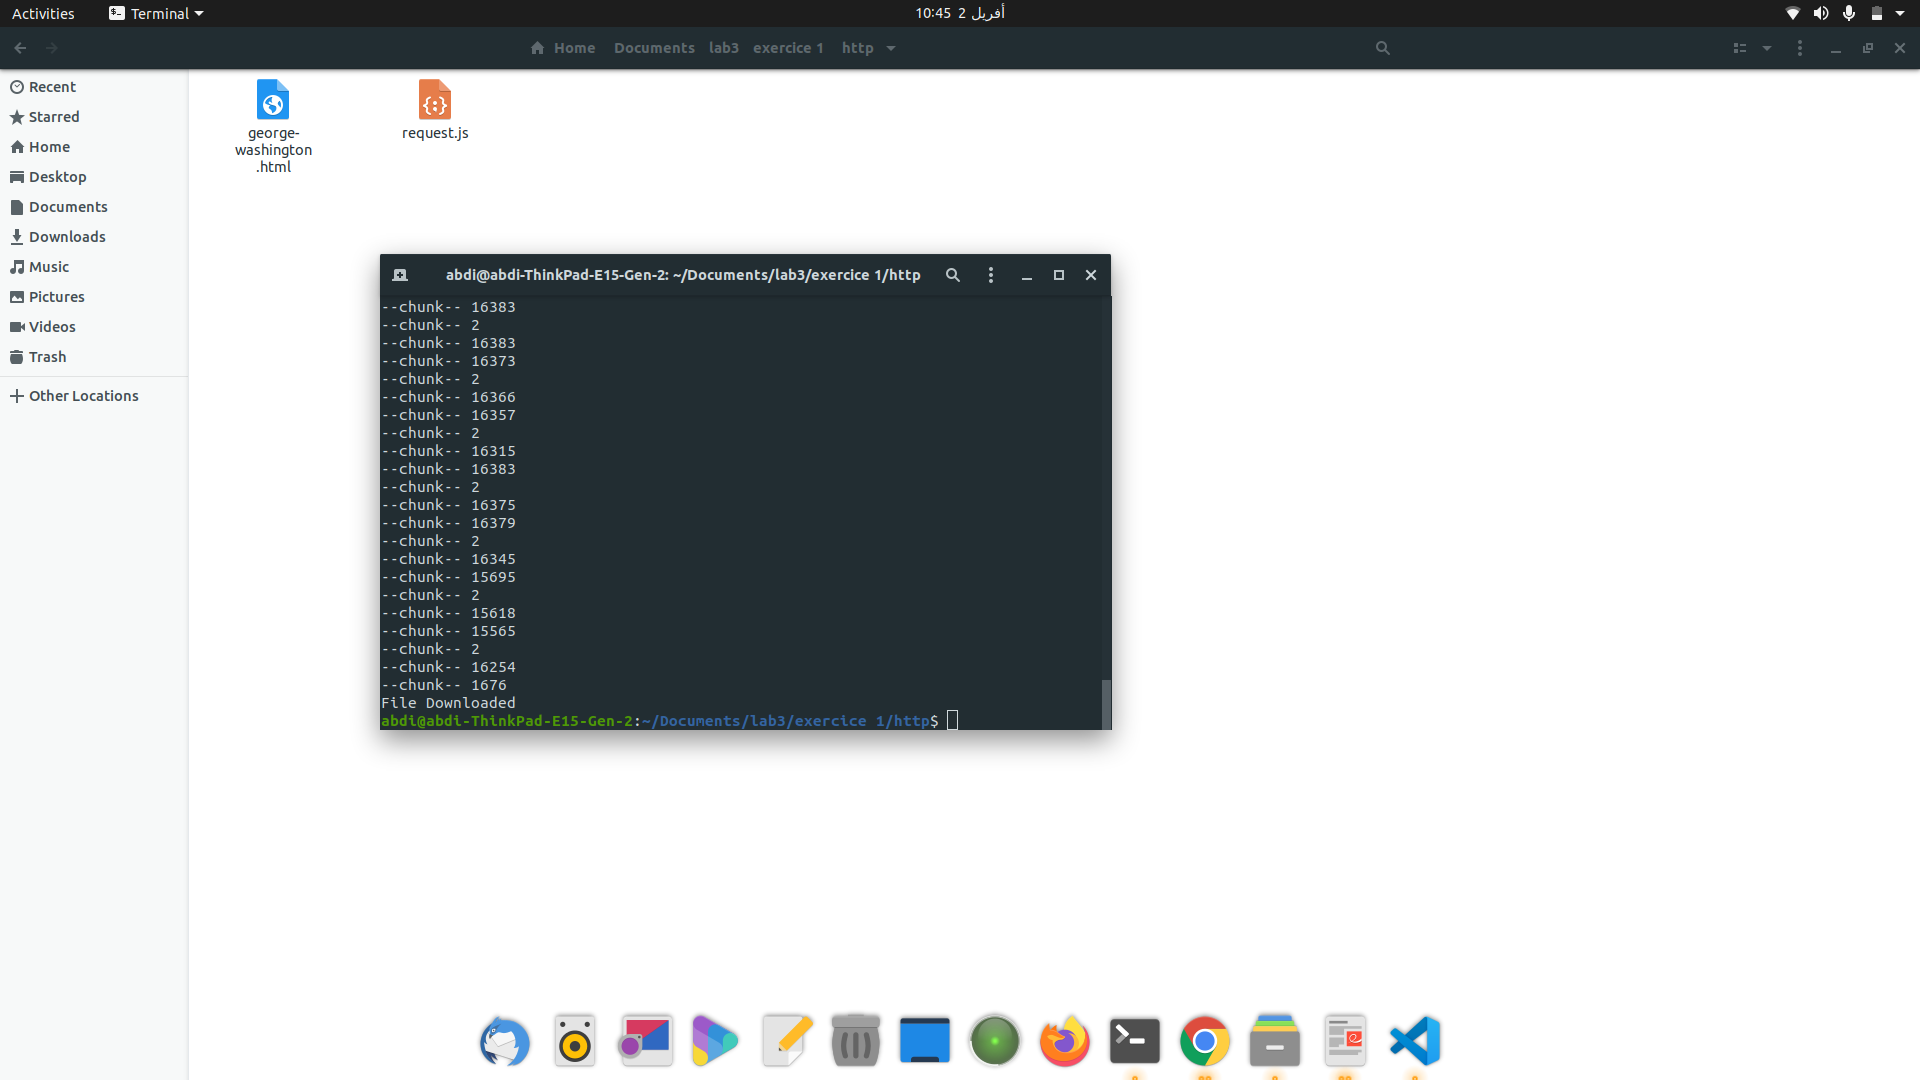 Activities
Terminal
أفريل 2 10:45
Home Documents lab3 exercice 1 http
Recent
Starred
Home
Desktop
Documents
Downloads
Music
Pictures
Videos
Trash
Other Locations
george-
washington
.html
request.js
abdi@abdi-ThinkPad-E15-Gen-2: ~/Documents/lab3/exercice 1/http
--chunk-- 16383
--chunk-- 2
--chunk-- 16383
--chunk-- 16373
--chunk-- 2
--chunk-- 16366
--chunk-- 16357
--chunk-- 2
--chunk-- 16315
--chunk-- 16383
--chunk-- 2
--chunk-- 16375
--chunk-- 16379
--chunk-- 2
--chunk-- 16345
--chunk-- 15695
--chunk-- 2
--chunk-- 15618
--chunk-- 15565
--chunk-- 2
--chunk-- 16254
--chunk-- 1676
File Downloaded
abdi@abdi-ThinkPad-E15-Gen-2:~/Documents/lab3/exercice 1/http$